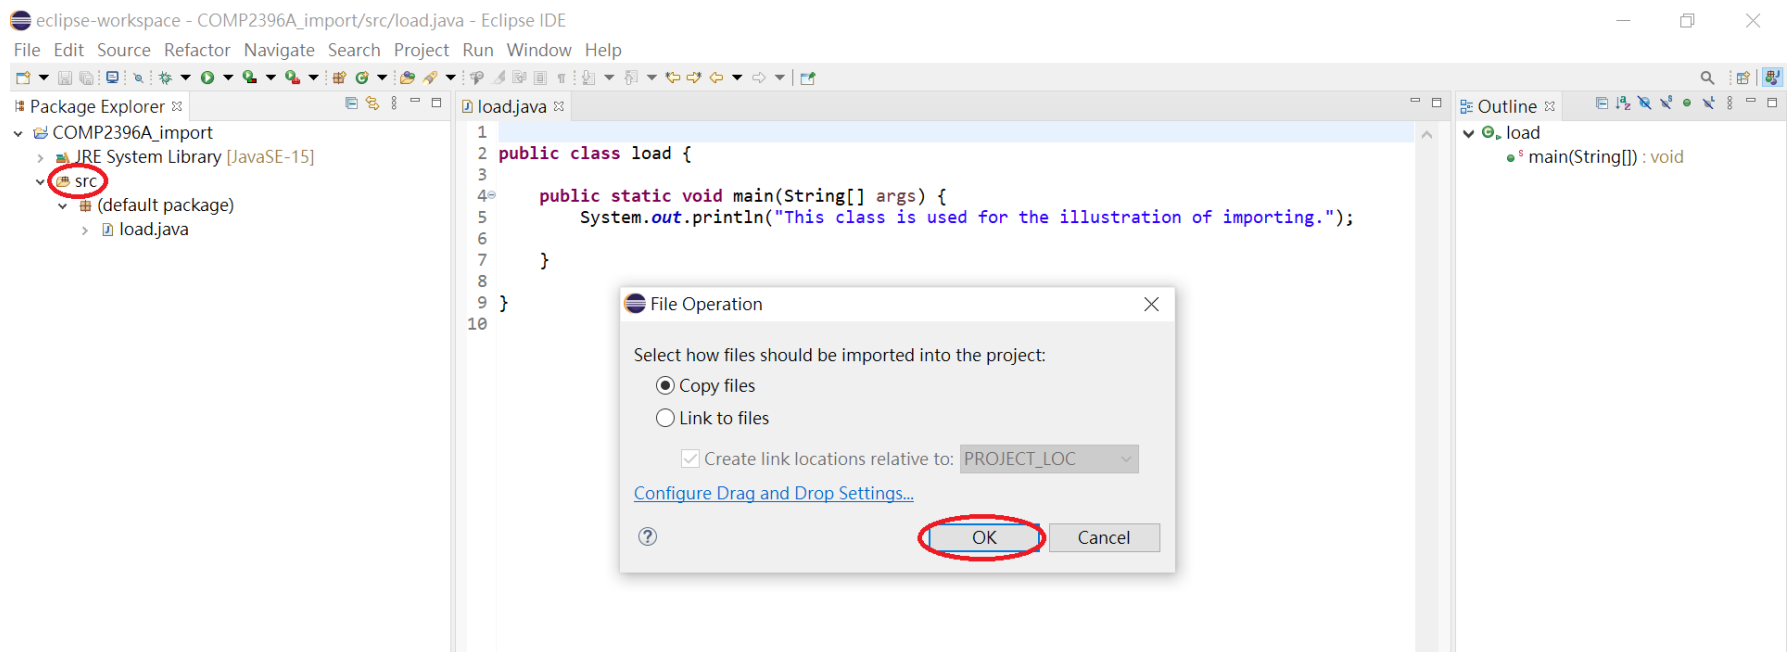 eclipse-workspace - COMP2396A_import/src/load.java - Eclipse IDE
File Edit Source Refactor Navigate Search Project Run Window Help
Package Explorer
COMP2396A_import
JRE System Library [JavaSE-15]
src
(default package)
load.java
load.java
1
2 public class load {
3
4 public static void main(String[] args) {
5 System.out.println("This class is used for the illustration of importing.");
6
7 }
8
9 }
10
File Operation
Select how files should be imported into the project:
Copy files
Link to files
Create link locations relative to: PROJECT_LOC
Configure Drag and Drop Settings...
OK Cancel
Outline
load
main(String[]) : void